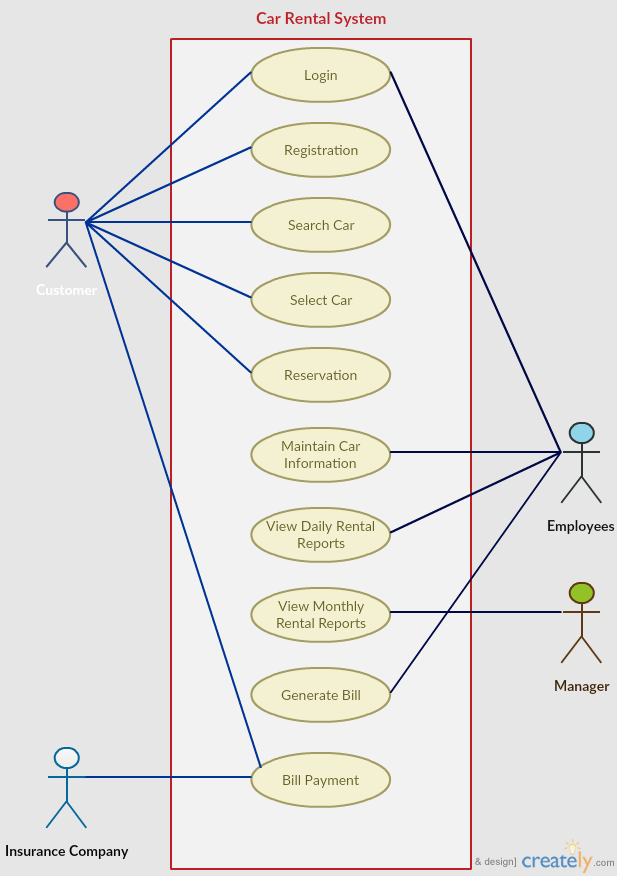 Car Rental System
Login
Registration
Search Car
Customer
Select Car
Reservation
Maintain Car
Information
Employees
View Daily Rental
Reports
View Monthly
Rental Reports
Manager
Generate Bill
Bill Payment
Insurance Company
& design] creately.com